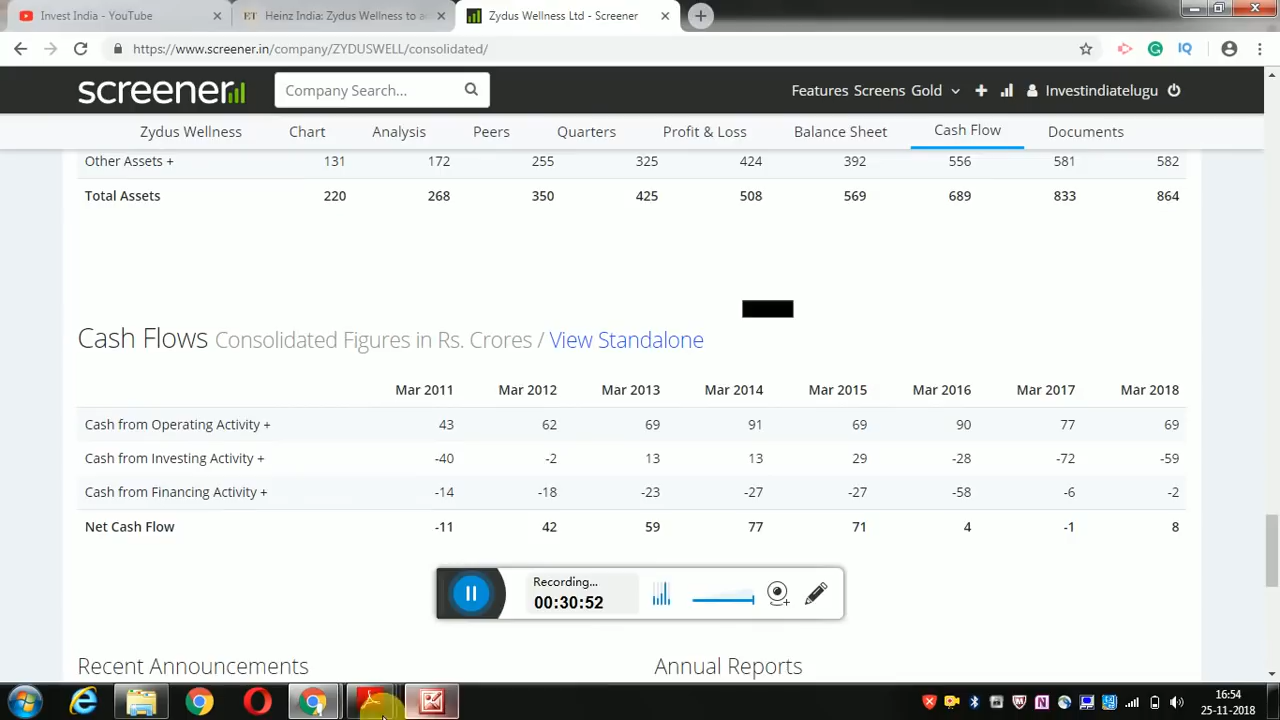 Invest India - YouTube
ET Heinz India: Zydus Wellness to a
Zydus Wellness Ltd - Screener
https://www.screener.in/company/ZYDUSWELL/consolidated/
screener
Company Search...
Features Screens Gold
Investindiatelugu
Zydus Wellness Chart Analysis Peers Quarters Profit & Loss Balance Sheet Cash Flow Documents
Other Assets + 131 172 255 325 424 392 556 581 582
Total Assets 220 268 350 425 508 569 689 833 864
Cash Flows Consolidated Figures in Rs. Crores / View Standalone
Mar 2011 Mar 2012 Mar 2013 Mar 2014 Mar 2015 Mar 2016 Mar 2017 Mar 2018
Cash from Operating Activity + 43 62 69 91 69 90 77 69
Cash from Investing Activity + -40 -2 13 13 29 -28 -72 -59
Cash from Financing Activity + -14 -18 -23 -27 -27 -58 -6 -2
Net Cash Flow -11 42 59 77 71 4 -1 8
Recording...
00:30:52
Recent Announcements
Annual Reports
16:54
25-11-2018